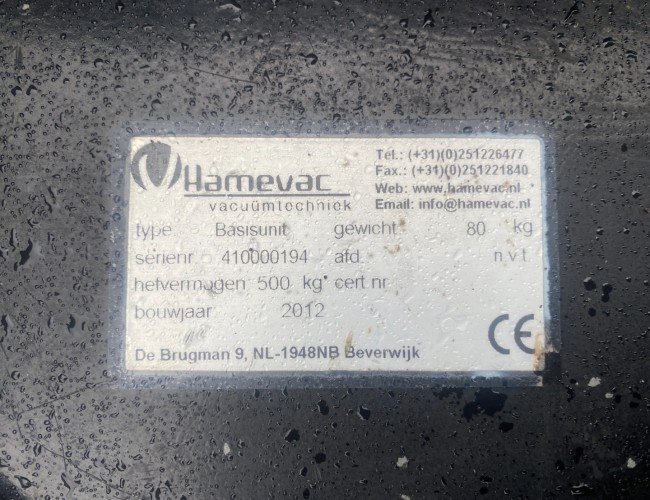 Hamevac
vacuümtechniek
Tel.: (+31)(0)251226477
Fax.: (+31)(0)251221840
Web: www.hamevac.nl
Email: info@hamevac.nl
type Basisunit gewicht 80 kg
serienr. 410000194 afd. n.v.t.
hefvermogen 500 kg cert nr.
bouwjaar 2012
CE
De Brugman 9, NL-1948NB Beverwijk